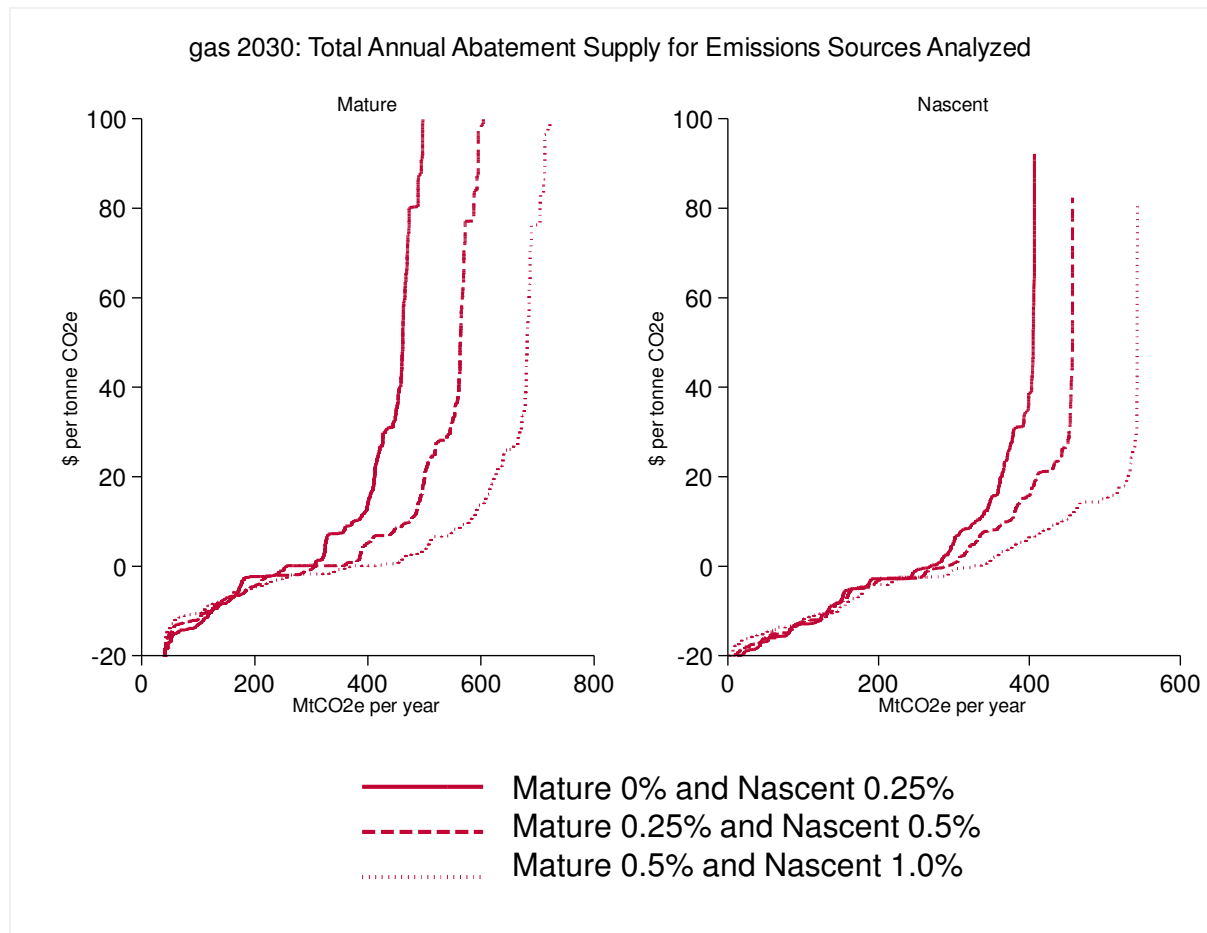 gas 2030: Total Annual Abatement Supply for Emissions Sources Analyzed
Mature
100
80
60
40
20
0
-20
$ per tonne CO2e
0 200 400 600 800
MtCO2e per year
Nascent
100
80
60
40
20
0
-20
$ per tonne CO2e
0 200 400 600
MtCO2e per year
Mature 0% and Nascent 0.25%
Mature 0.25% and Nascent 0.5%
Mature 0.5% and Nascent 1.0%